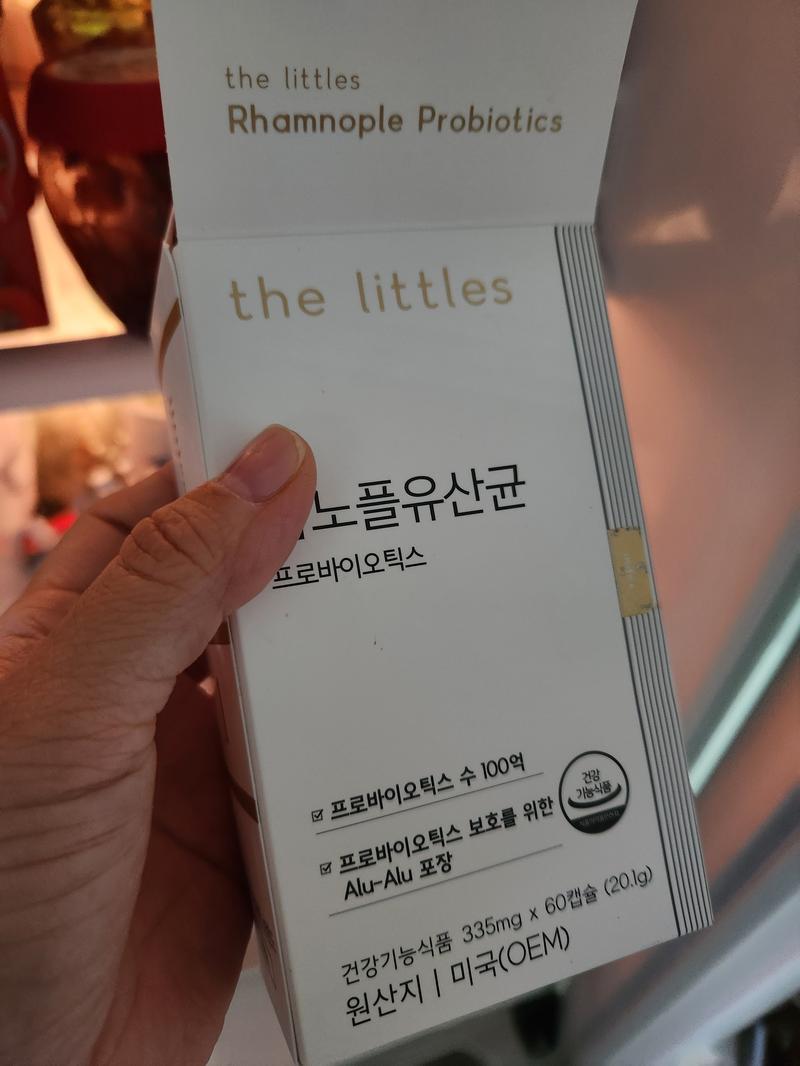 the littles
Rhamnople Probiotics
the littles
노플유산균
프로바이오틱스
프로바이오틱스 수 100억
프로바이오틱스 보호를 위한
Alu-Alu 포장
건강
기능식품
건강기능식품 335mg x 60캡슐 (20.1g)
원산지 | 미국(OEM)